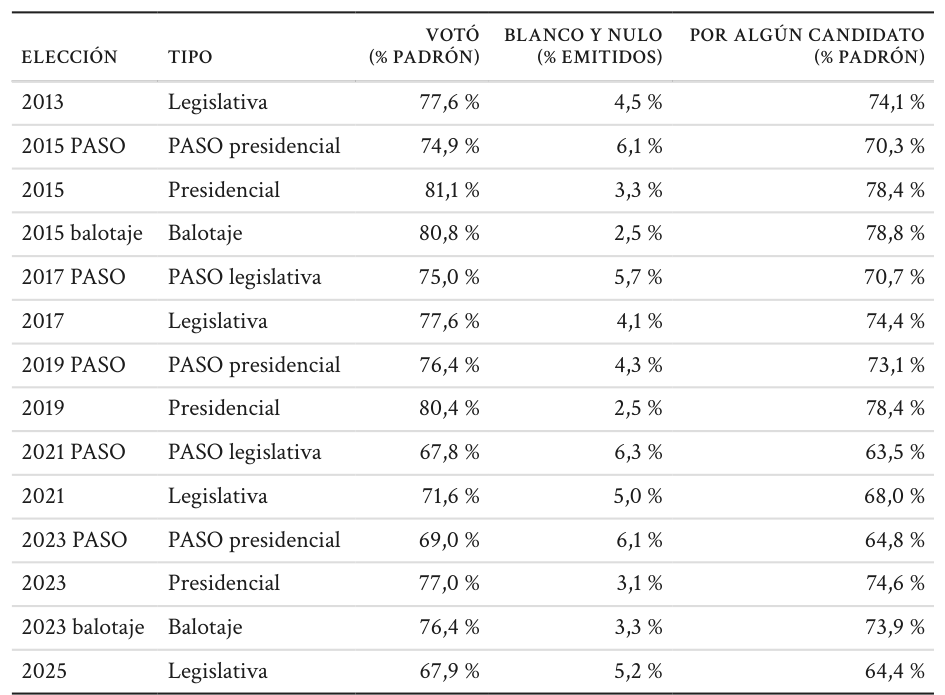 ELECCIÓN TIPO VOTÓ (% PADRÓN) BLANCO Y NULO (% EMITIDOS) POR ALGÚN CANDIDATO (% PADRÓN)
2013 Legislativa 77,6 % 4,5 % 74,1 %
2015 PASO PASO presidencial 74,9 % 6,1 % 70,3 %
2015 Presidencial 81,1 % 3,3 % 78,4 %
2015 balotaje Balotaje 80,8 % 2,5 % 78,8 %
2017 PASO PASO legislativa 75,0 % 5,7 % 70,7 %
2017 Legislativa 77,6 % 4,1 % 74,4 %
2019 PASO PASO presidencial 76,4 % 4,3 % 73,1 %
2019 Presidencial 80,4 % 2,5 % 78,4 %
2021 PASO PASO legislativa 67,8 % 6,3 % 63,5 %
2021 Legislativa 71,6 % 5,0 % 68,0 %
2023 PASO PASO presidencial 69,0 % 6,1 % 64,8 %
2023 Presidencial 77,0 % 3,1 % 74,6 %
2023 balotaje Balotaje 76,4 % 3,3 % 73,9 %
2025 Legislativa 67,9 % 5,2 % 64,4 %